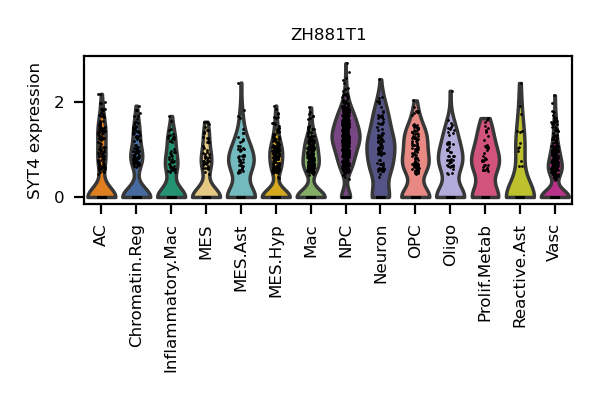 ZH881T1
SYT4 expression
2
0
AC
Chromatin.Reg
Inflammatory.Mac
MES
MES.Ast
MES.Hyp
Mac
NPC
Neuron
OPC
Oligo
Prolif.Metab
Reactive.Ast
Vasc